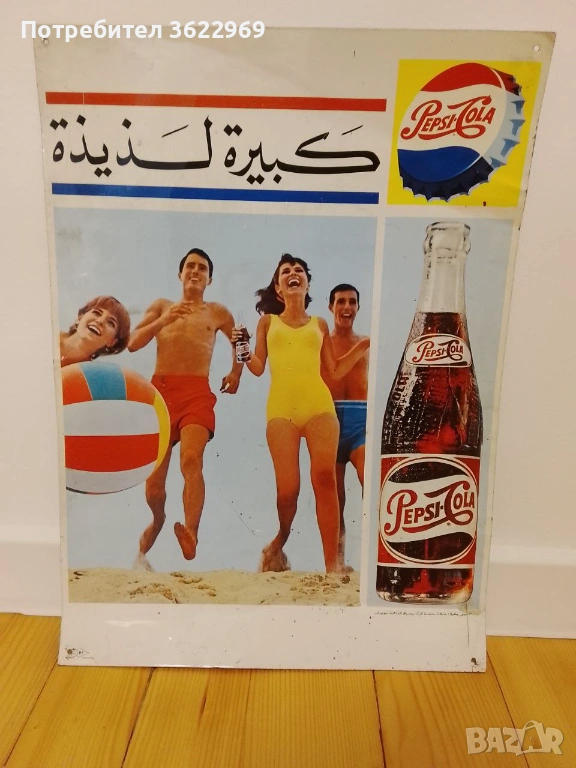 Потребител 3622969
كبيرة لذيذة
PEPSI-COLA
PEPSI-COLA
PEPSI-COLA
BAZAR